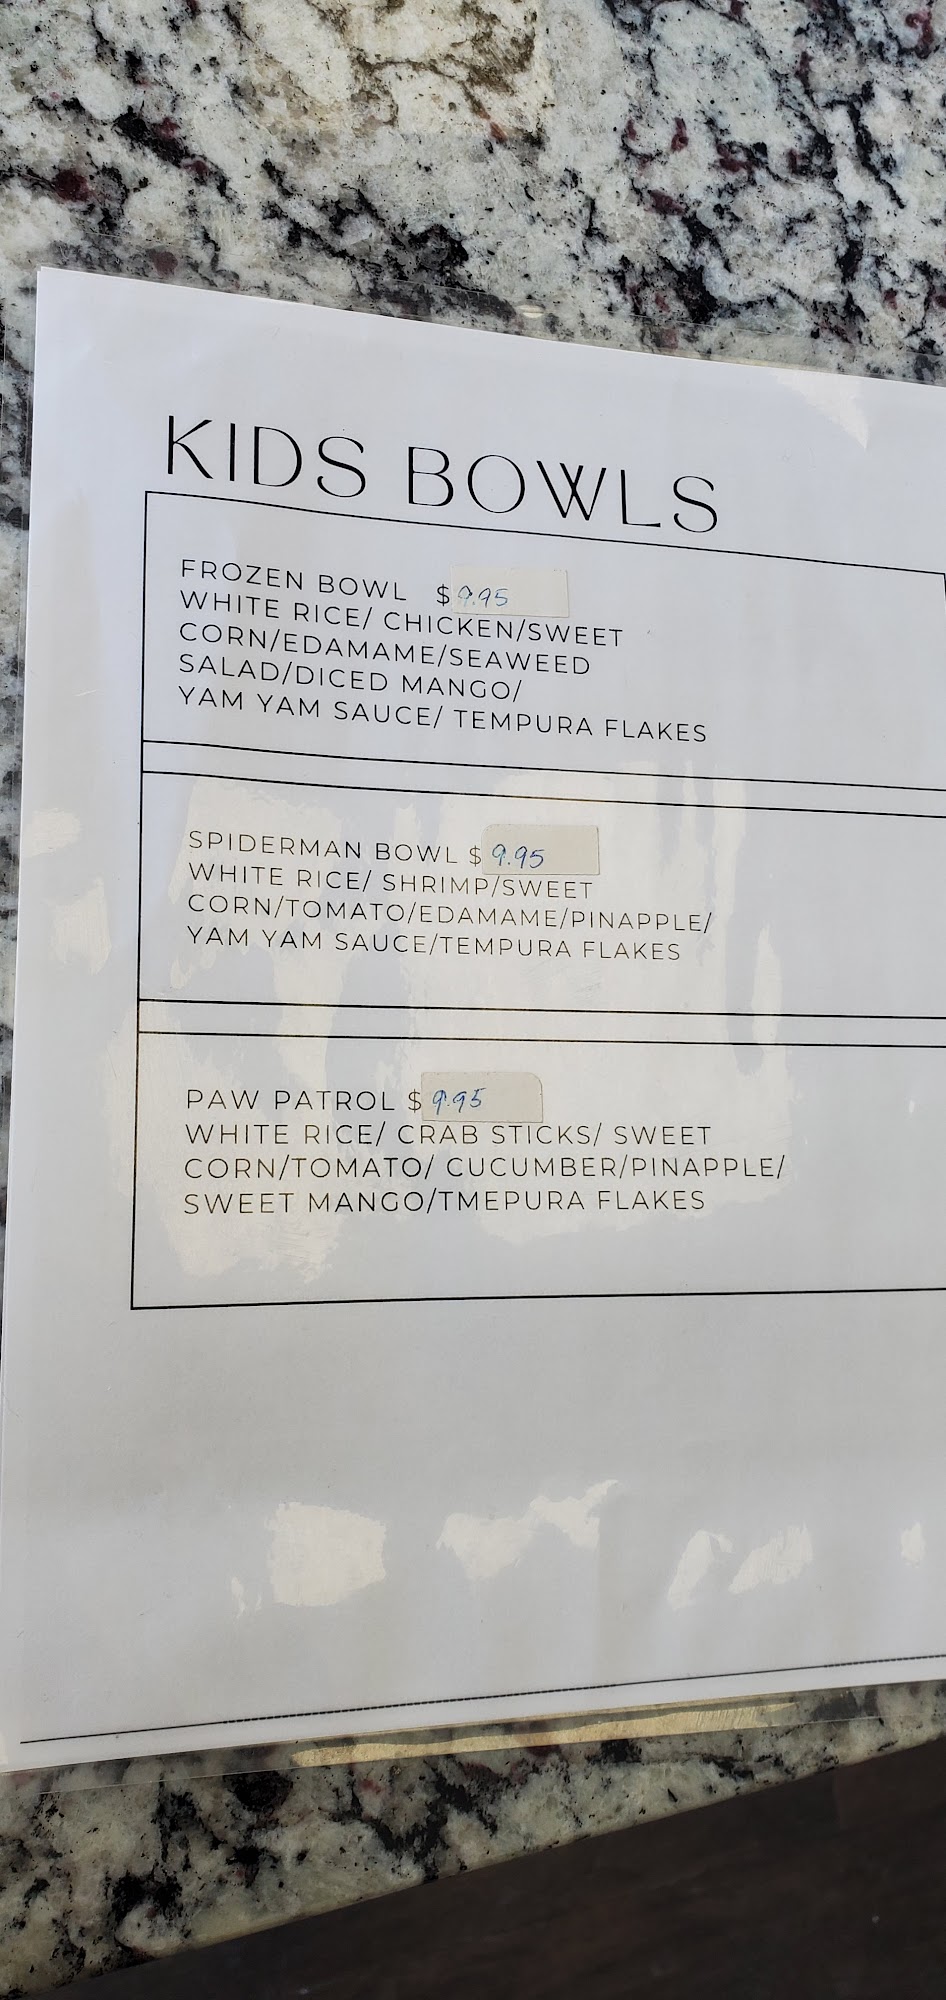 KIDS BOWLS
FROZEN BOWL $9.95
WHITE RICE/ CHICKEN/SWEET
CORN/EDAMAME/SEAWEED
SALAD/DICED MANGO/
YAM YAM SAUCE/ TEMPURA FLAKES
SPIDERMAN BOWL $9.95
WHITE RICE/ SHRIMP/SWEET
CORN/TOMATO/EDAMAME/PINAPPLE/
YAM YAM SAUCE/TEMPURA FLAKES
PAW PATROL $9.95
WHITE RICE/ CRAB STICKS/ SWEET
CORN/TOMATO/ CUCUMBER/PINAPPLE/
SWEET MANGO/TMEPURA FLAKES